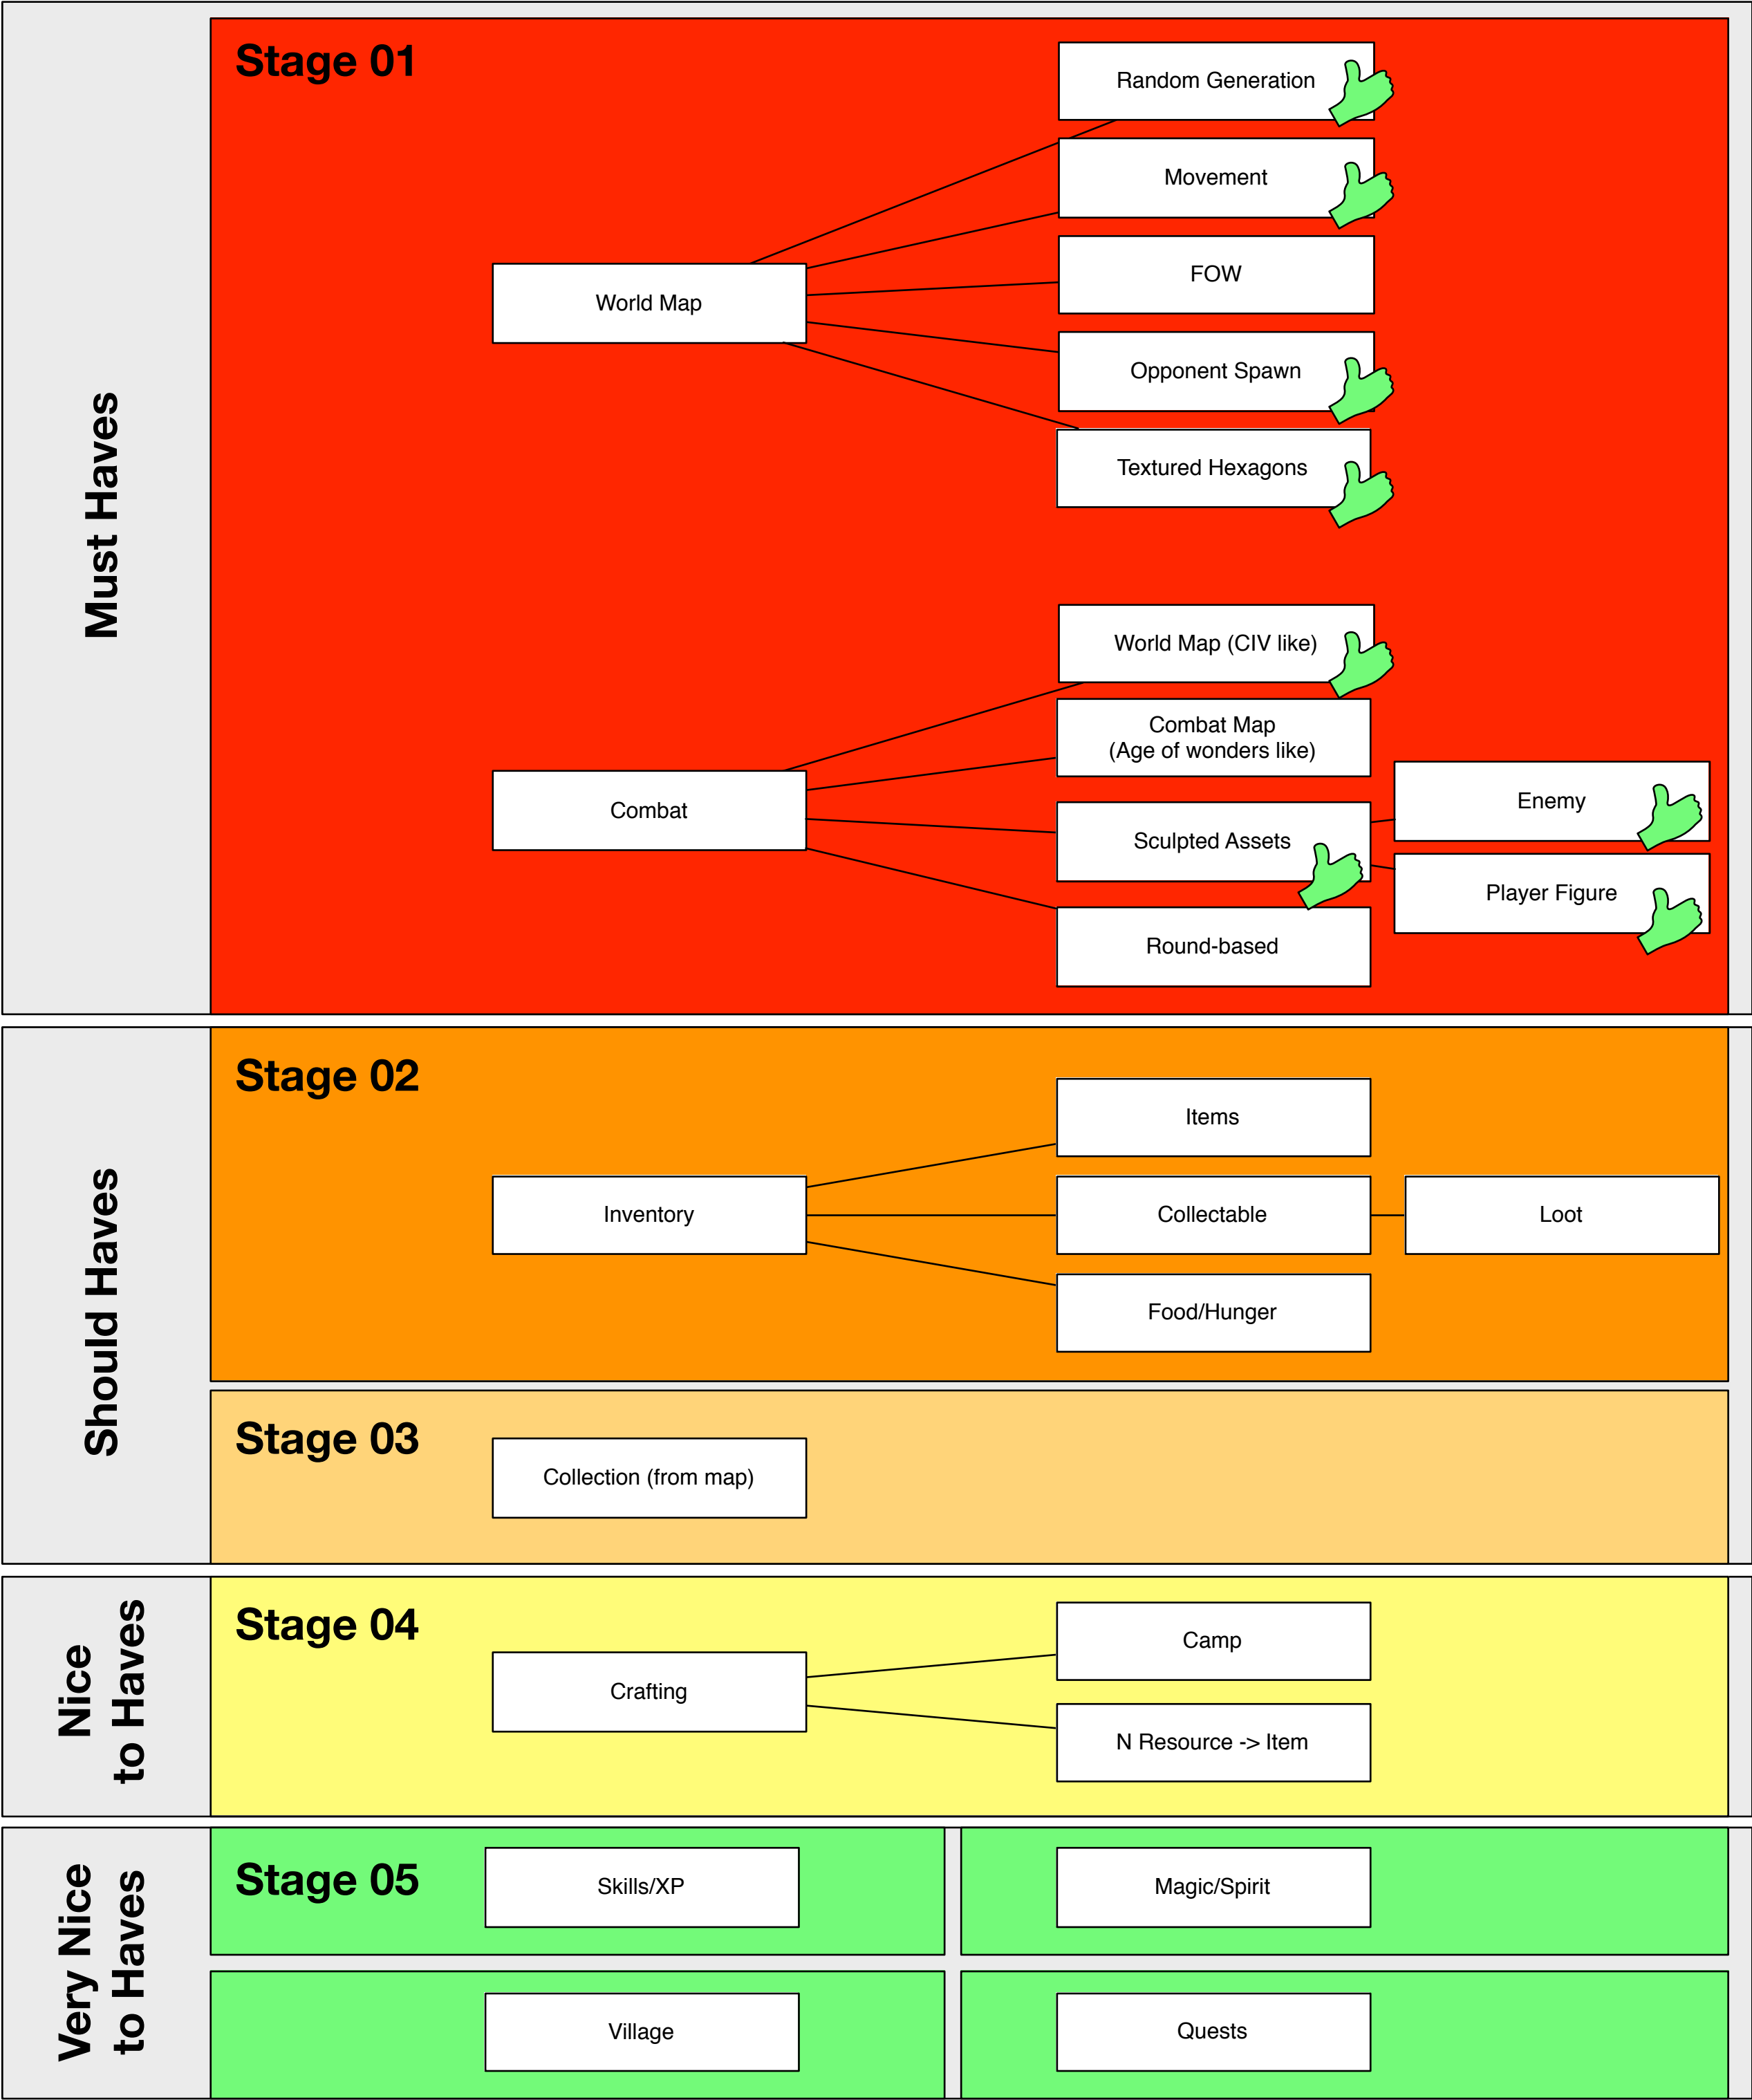 Must Haves
Stage 01
World Map
Random Generation
Movement
FOW
Opponent Spawn
Textured Hexagons
Combat
World Map (CIV like)
Combat Map
(Age of wonders like)
Sculpted Assets
Enemy
Player Figure
Round-based
Should Haves
Stage 02
Inventory
Items
Collectable
Loot
Food/Hunger
Stage 03
Collection (from map)
Nice
to Haves
Stage 04
Crafting
Camp
N Resource -> Item
Very Nice
to Haves
Stage 05
Skills/XP
Magic/Spirit
Village
Quests